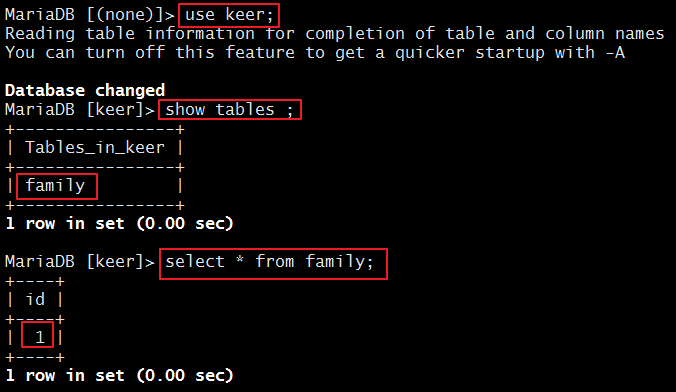 MariaDB [(none)]> use keer;
Reading table information for completion of table and column names
You can turn off this feature to get a quicker startup with -A
Database changed
MariaDB [keer]> show tables ;
+----------------+
| Tables_in_keer |
+----------------+
| family         |
+----------------+
1 row in set (0.00 sec)
MariaDB [keer]> select * from family;
+----+
| id |
+----+
|  1 |
+----+
1 row in set (0.00 sec)